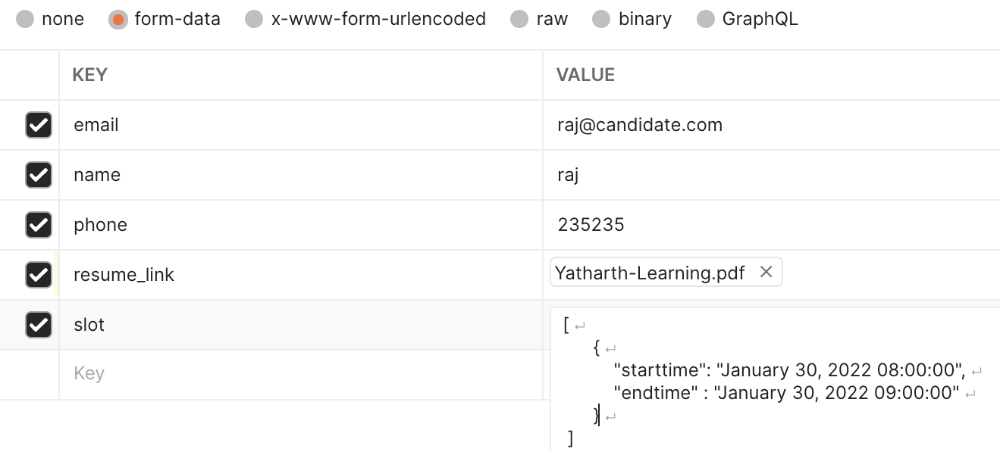 none form-data x-www-form-urlencoded raw binary GraphQL
KEY VALUE
email raj@candidate.com
name raj
phone 235235
resume_link Yatharth-Learning.pdf
slot
[
{
"starttime": "January 30, 2022 08:00:00",
"endtime" : "January 30, 2022 09:00:00"
}
]
Key